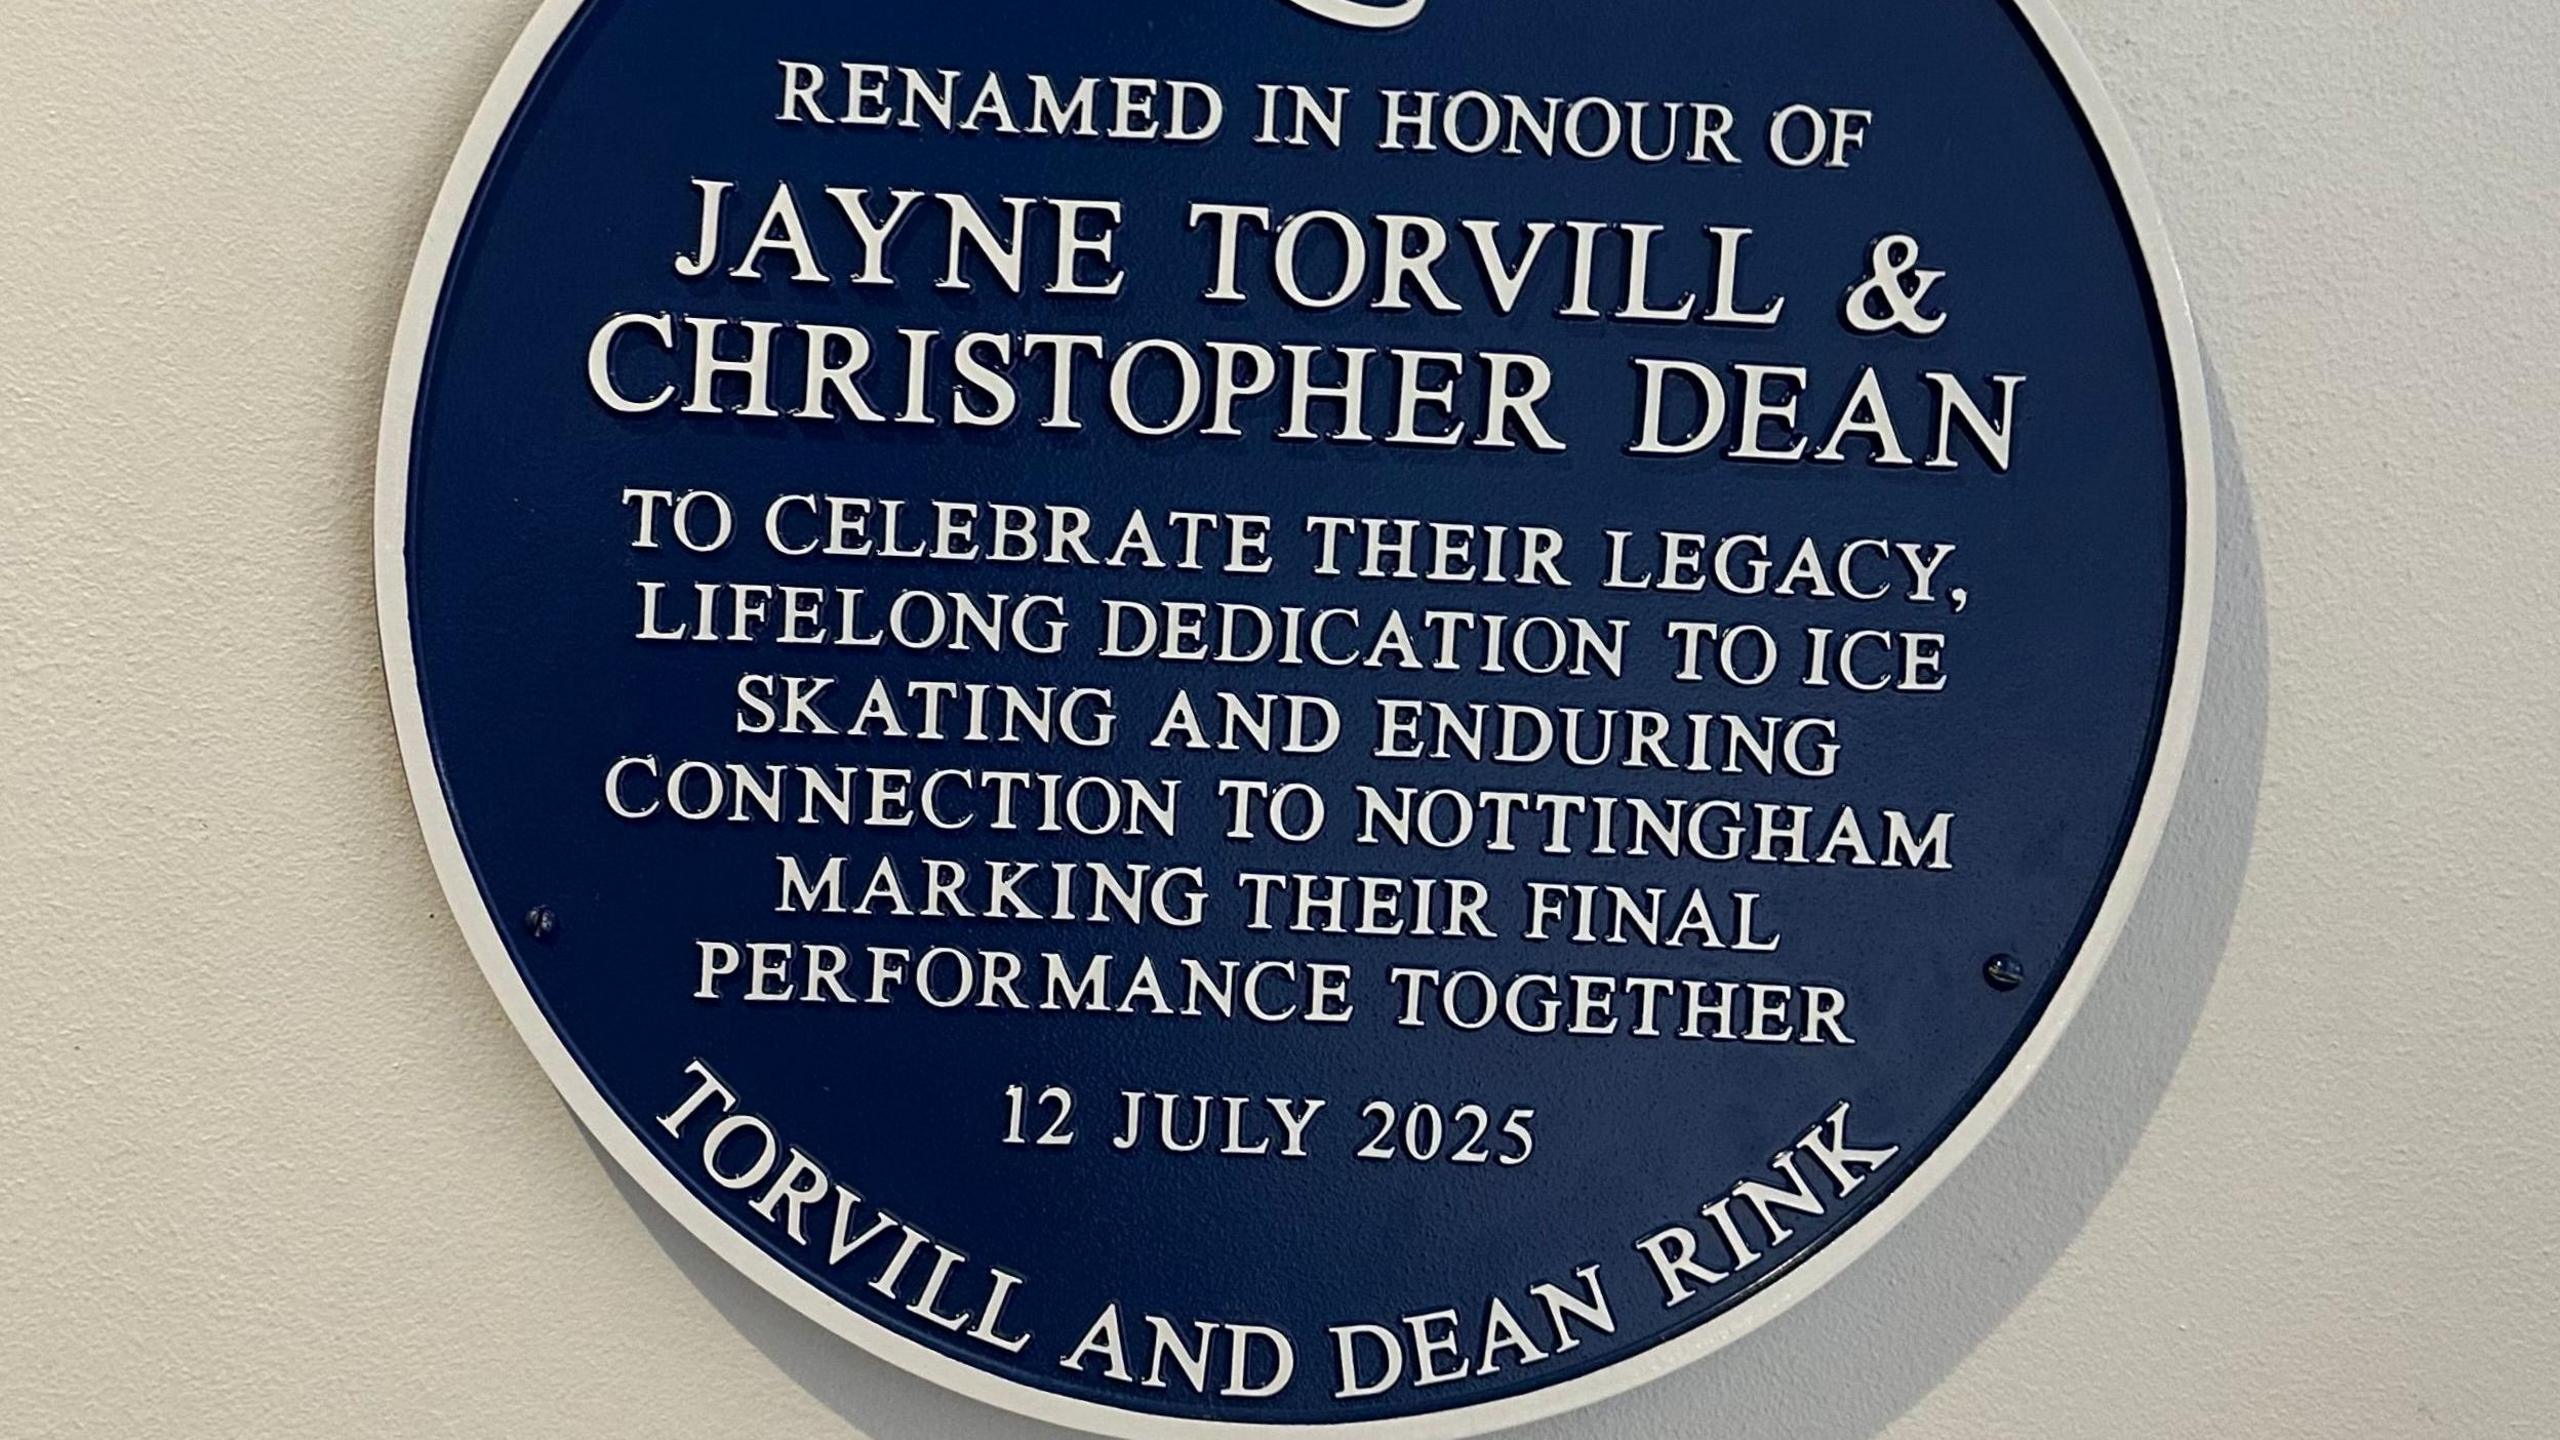 RENAMED IN HONOUR OF
JAYNE TORVILL &
CHRISTOPHER DEAN
TO CELEBRATE THEIR LEGACY,
LIFELONG DEDICATION TO ICE
SKATING AND ENDURING
CONNECTION TO NOTTINGHAM
MARKING THEIR FINAL
PERFORMANCE TOGETHER
12 JULY 2025
TORVILL AND DEAN RINK